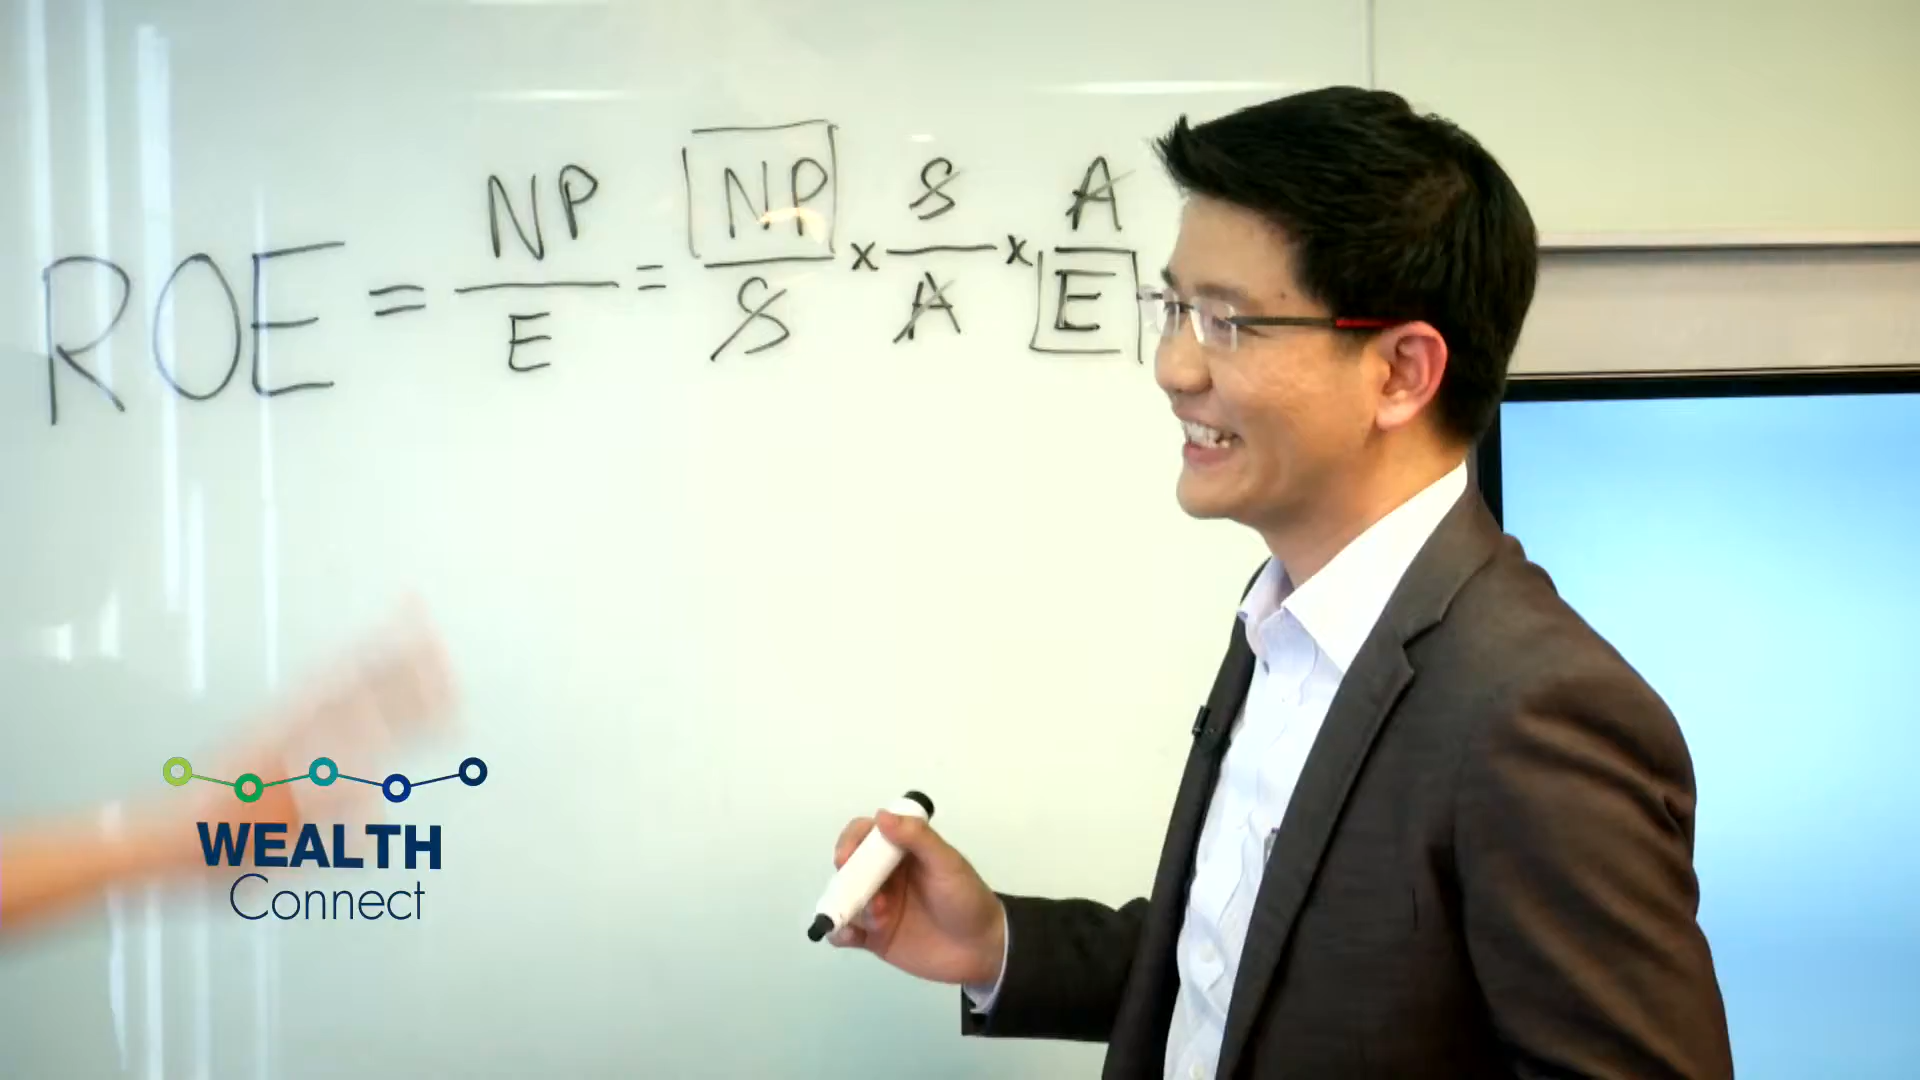 ROE = NP/E = NP/S × S/A × A/E
WEALTH
Connect